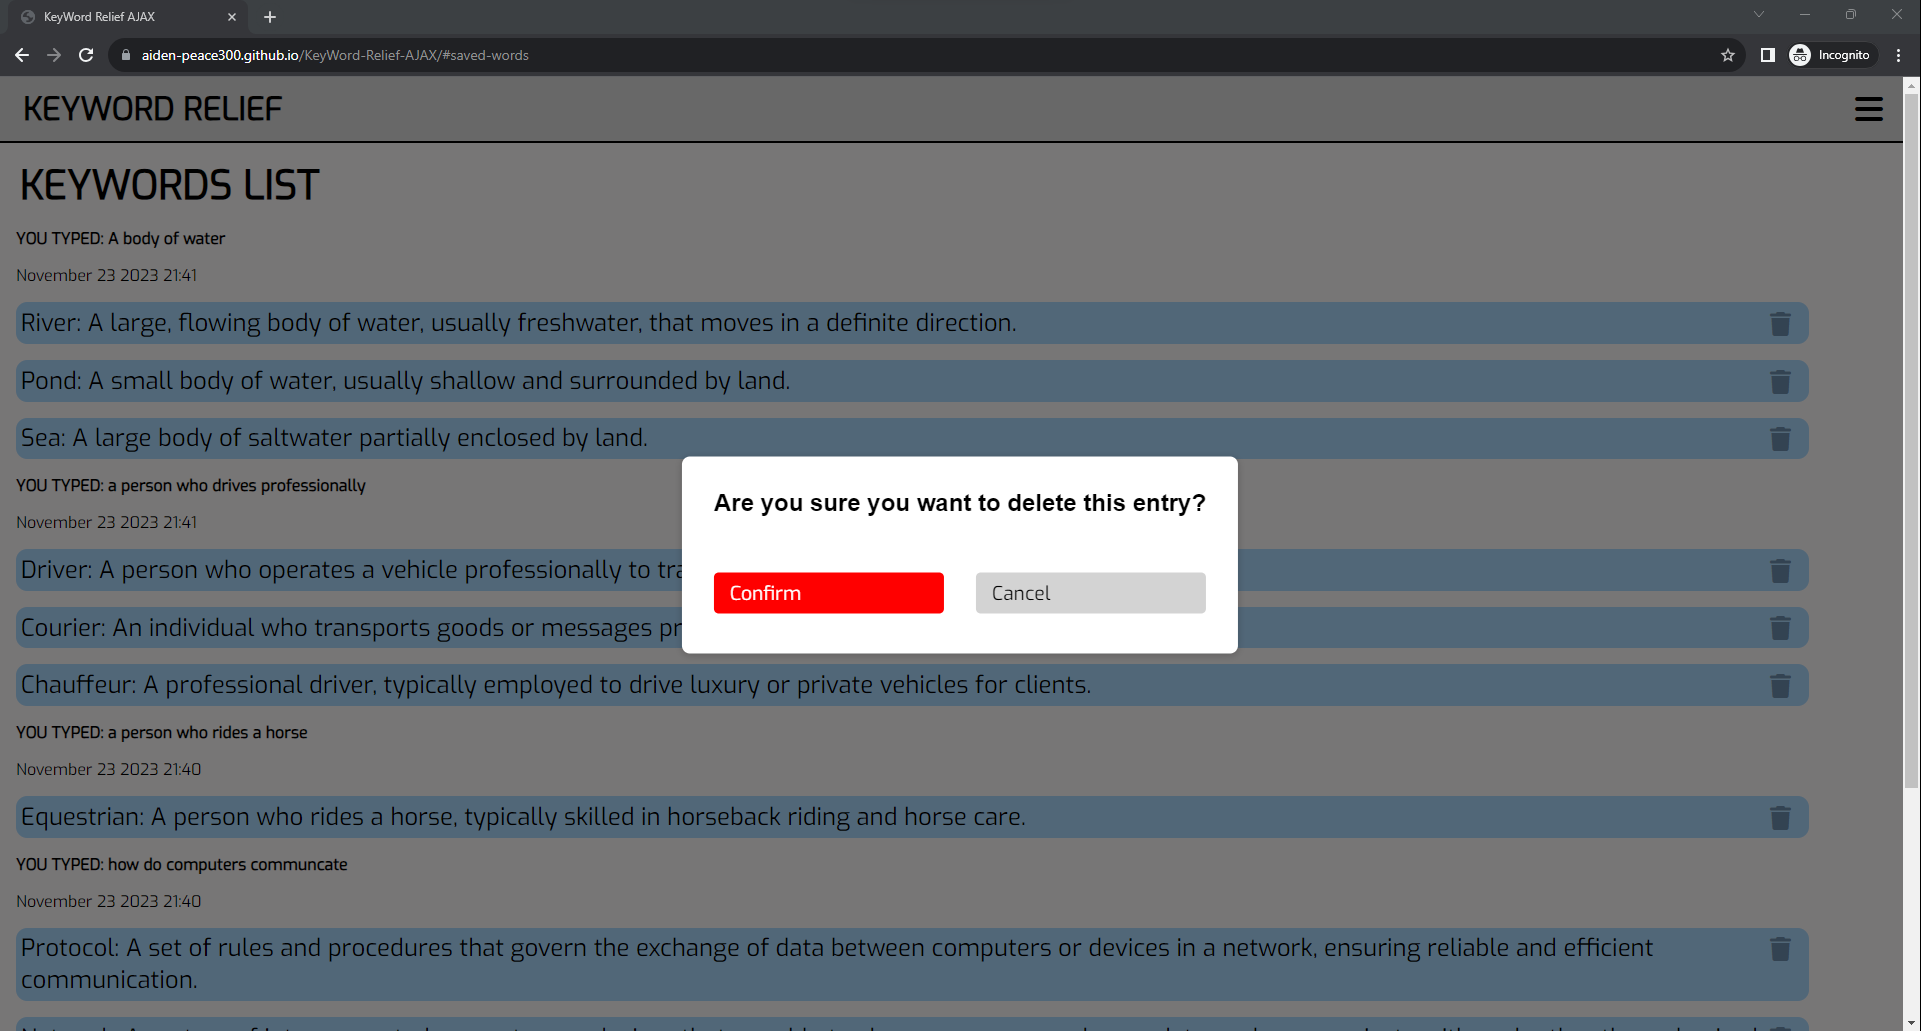 KeyWord Relief AJAX
aiden-peace300.github.io/KeyWord-Relief-AJAX/#saved-words
Incognito
KEYWORD RELIEF
KEYWORDS LIST
YOU TYPED: A body of water
November 23 2023 21:41
River: A large, flowing body of water, usually freshwater, that moves in a definite direction.
Pond: A small body of water, usually shallow and surrounded by land.
Sea: A large body of saltwater partially enclosed by land.
YOU TYPED: a person who drives professionally
November 23 2023 21:41
Are you sure you want to delete this entry?
Confirm
Cancel
Driver: A person who operates a vehicle professionally to
Courier: An individual who transports goods or messages
Chauffeur: A professional driver, typically employed to drive luxury or private vehicles for clients.
YOU TYPED: a person who rides a horse
November 23 2023 21:40
Equestrian: A person who rides a horse, typically skilled in horseback riding and horse care.
YOU TYPED: how do computers communcate
November 23 2023 21:40
Protocol: A set of rules and procedures that govern the exchange of data between computers or devices in a network, ensuring reliable and efficient
communication.